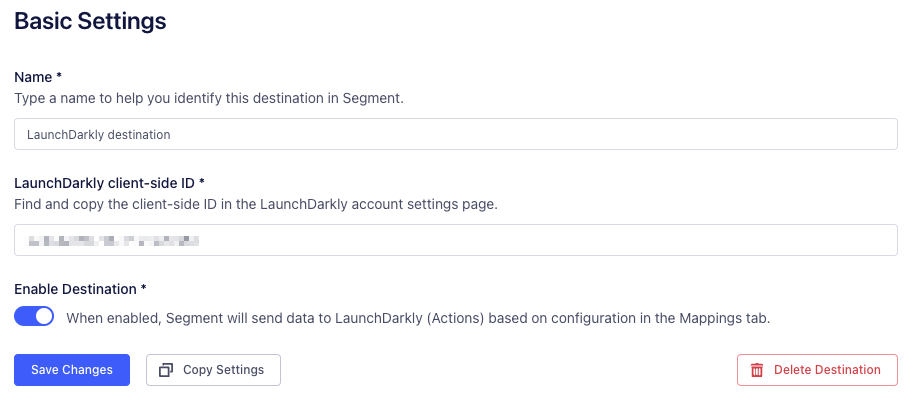 Basic Settings
Name *
Type a name to help you identify this destination in Segment.
LaunchDarkly destination
LaunchDarkly client-side ID *
Find and copy the client-side ID in the LaunchDarkly account settings page.
Enable Destination *
When enabled, Segment will send data to LaunchDarkly (Actions) based on configuration in the Mappings tab.
Save Changes
Copy Settings
Delete Destination